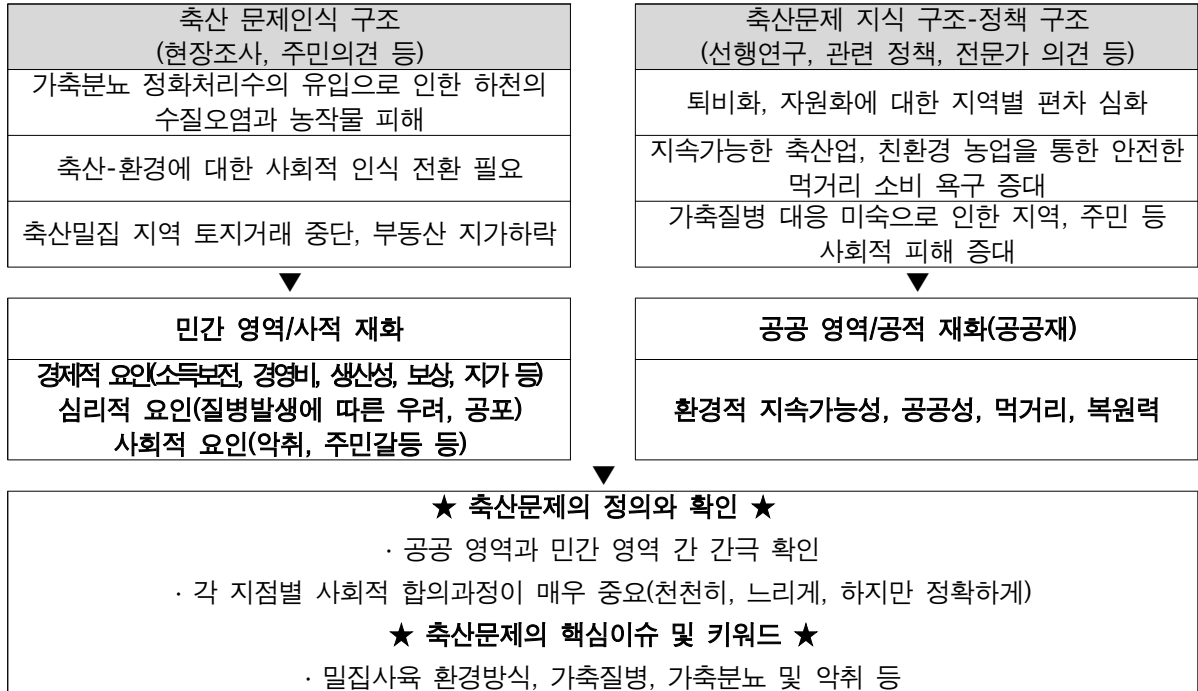 축산 문제인식 구조
(현장조사, 주민의견 등)
가축분뇨 정화처리수의 유입으로 인한 하천의
수질오염과 농작물 피해
축산-환경에 대한 사회적 인식 전환 필요
축산밀집 지역 토지거래 중단, 부동산 지가하락
▼
민간 영역/사적 재화
경제적 요인(소득보전, 경영비, 생산성, 보상, 지가 등)
심리적 요인(질병발생에 따른 우려, 공포)
사회적 요인(악취, 주민갈등 등)
축산문제 지식 구조-정책 구조
(선행연구, 관련 정책, 전문가 의견 등)
퇴비화, 자원화에 대한 지역별 편차 심화
지속가능한 축산업, 친환경 농업을 통한 안전한
먹거리 소비 욕구 증대
가축질병 대응 미숙으로 인한 지역, 주민 등
사회적 피해 증대
▼
공공 영역/공적 재화(공공재)
환경적 지속가능성, 공공성, 먹거리, 복원력
▼
★ 축산문제의 정의와 확인 ★
· 공공 영역과 민간 영역 간 간극 확인
· 각 지점별 사회적 합의과정이 매우 중요(천천히, 느리게, 하지만 정확하게)
★ 축산문제의 핵심이슈 및 키워드 ★
· 밀집사육 환경방식, 가축질병, 가축분뇨 및 악취 등